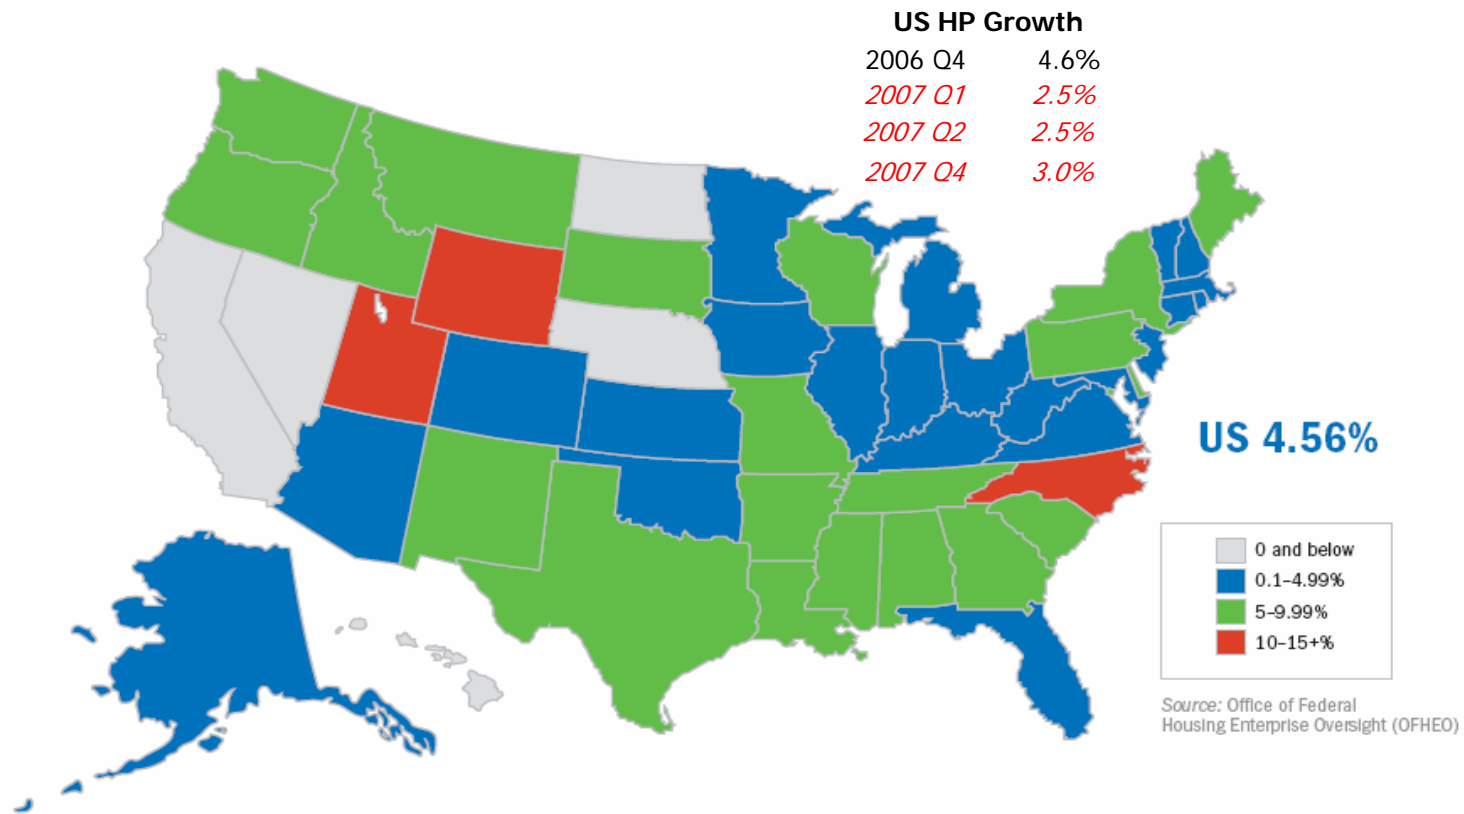 US HP Growth
2006 Q4 4.6%
2007 Q1 2.5%
2007 Q2 2.5%
2007 Q4 3.0%
US 4.56%
0 and below
0.1–4.99%
5–9.99%
10–15+%
Source: Office of Federal
Housing Enterprise Oversight (OFHEO)